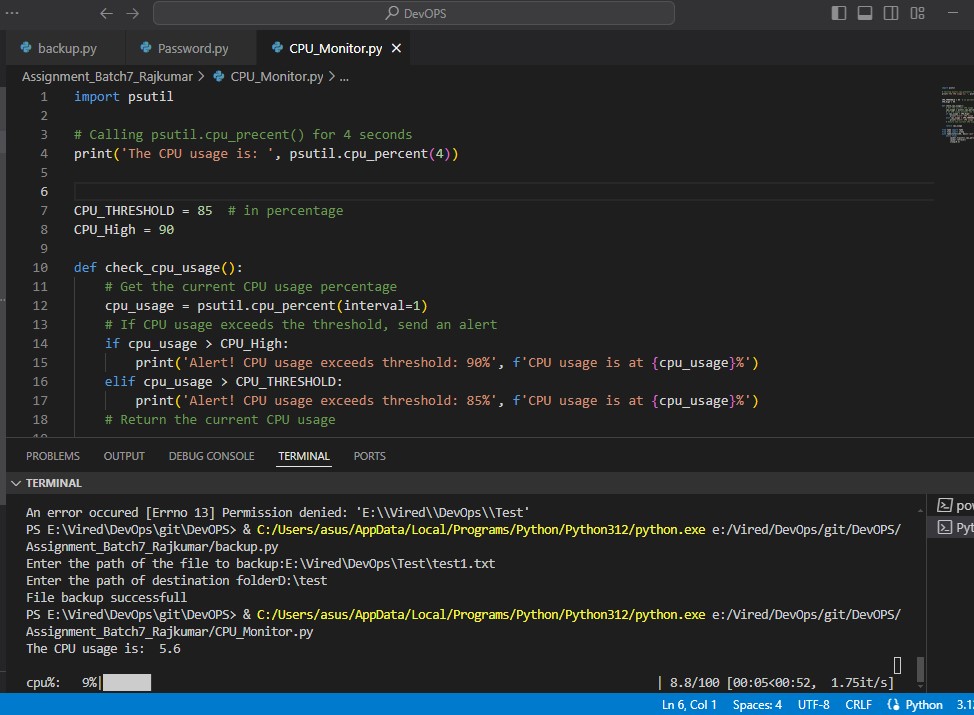 DevOPS
backup.py
Password.py
CPU_Monitor.py
Assignment_Batch7_Rajkumar > CPU_Monitor.py > ...
1 import psutil
2
3 # Calling psutil.cpu_precent() for 4 seconds
4 print('The CPU usage is: ', psutil.cpu_percent(4))
5
6
7 CPU_THRESHOLD = 85  # in percentage
8 CPU_High = 90
9
10 def check_cpu_usage():
11     # Get the current CPU usage percentage
12     cpu_usage = psutil.cpu_percent(interval=1)
13     # If CPU usage exceeds the threshold, send an alert
14     if cpu_usage > CPU_High:
15         print('Alert! CPU usage exceeds threshold: 90%', f'CPU usage is at {cpu_usage}%')
16     elif cpu_usage > CPU_THRESHOLD:
17         print('Alert! CPU usage exceeds threshold: 85%', f'CPU usage is at {cpu_usage}%')
18     # Return the current CPU usage
PROBLEMS OUTPUT DEBUG CONSOLE TERMINAL PORTS
TERMINAL
An error occured [Errno 13] Permission denied: 'E:\\Vired\\DevOps\\Test'
PS E:\Vired\DevOps\git\DevOPS> & C:/Users/asus/AppData/Local/Programs/Python/Python312/python.exe e:/Vired/DevOps/git/DevOPS/
Assignment_Batch7_Rajkumar/backup.py
Enter the path of the file to backup:E:\Vired\DevOps\Test\test1.txt
Enter the path of destination folderD:\test
File backup successfull
PS E:\Vired\DevOps\git\DevOPS> & C:/Users/asus/AppData/Local/Programs/Python/Python312/python.exe e:/Vired/DevOps/git/DevOPS/
Assignment_Batch7_Rajkumar/CPU_Monitor.py
The CPU usage is:  5.6
cpu%:   9%| | 8.8/100 [00:05<00:52,  1.75it/s]
pow
Pyt
Ln 6, Col 1 Spaces: 4 UTF-8 CRLF Python 3.1